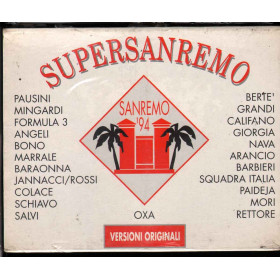 SUPERSANREMO
PAUSINI
MINGARDI
FORMULA 3
ANGELI
BONO
MARRALE
BARAONNA
JANNACCI/ROSSI
COLACE
SCHIAVO
SALVI
SANREMO
'94
OXA
BERTE'
GRANDI
CALIFANO
GIORGIA
NAVA
ARANCIO
BARBIERI
SQUADRA ITALIA
PAIDEJA
MORI
RETTORE
VERSIONI ORIGINALI